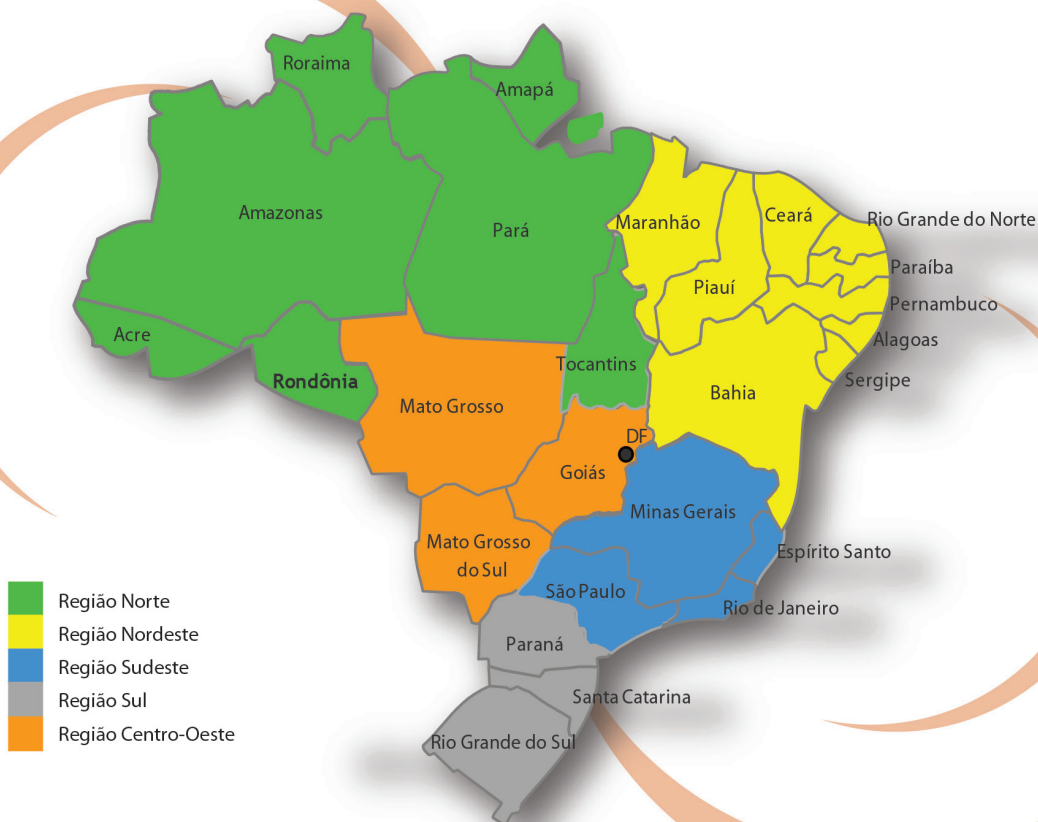 Roraima
Amapá
Amazonas
Pará
Maranhão
Ceará
Rio Grande do Norte
Paraíba
Piauí
Pernambuco
Acre
Alagoas
Tocantins
Rondônia
Sergipe
Bahia
Mato Grosso
DF
Goiás
Minas Gerais
Mato Grosso
do Sul
Espírito Santo
São Paulo
Rio de Janeiro
Paraná
Santa Catarina
Rio Grande do Sul
Região Norte
Região Nordeste
Região Sudeste
Região Sul
Região Centro-Oeste